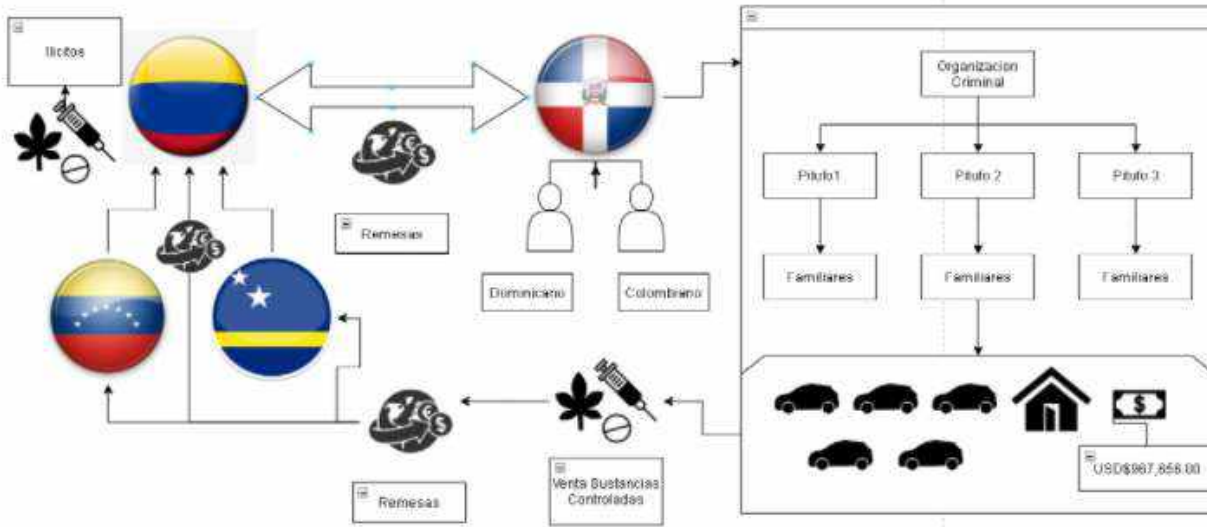 Ilicitos
Organizacion
Criminal
Pitufo1
Pitufo 2
Pitufo 3
Remesas
Familiares
Familiares
Familiares
Dominicano
Colombiano
Remesas
Venta Sustancias
Controladas